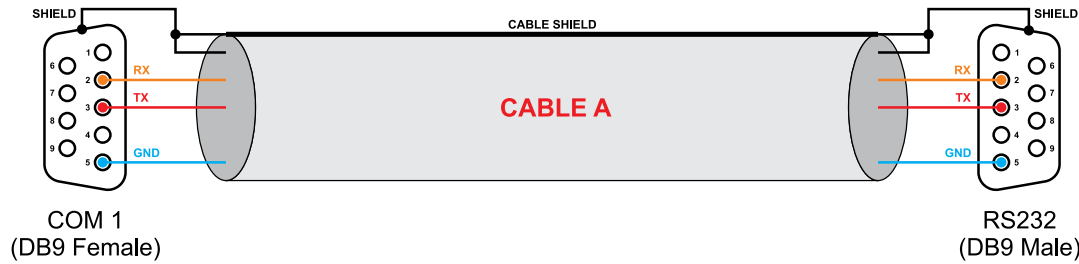 SHIELD
CABLE SHIELD
SHIELD
1
6
RX
2
7
TX
3
8
4
9
GND
5
CABLE A
1
RX
2
6
TX
3
7
4
8
GND
5
9
COM 1
(DB9 Female)
RS232
(DB9 Male)